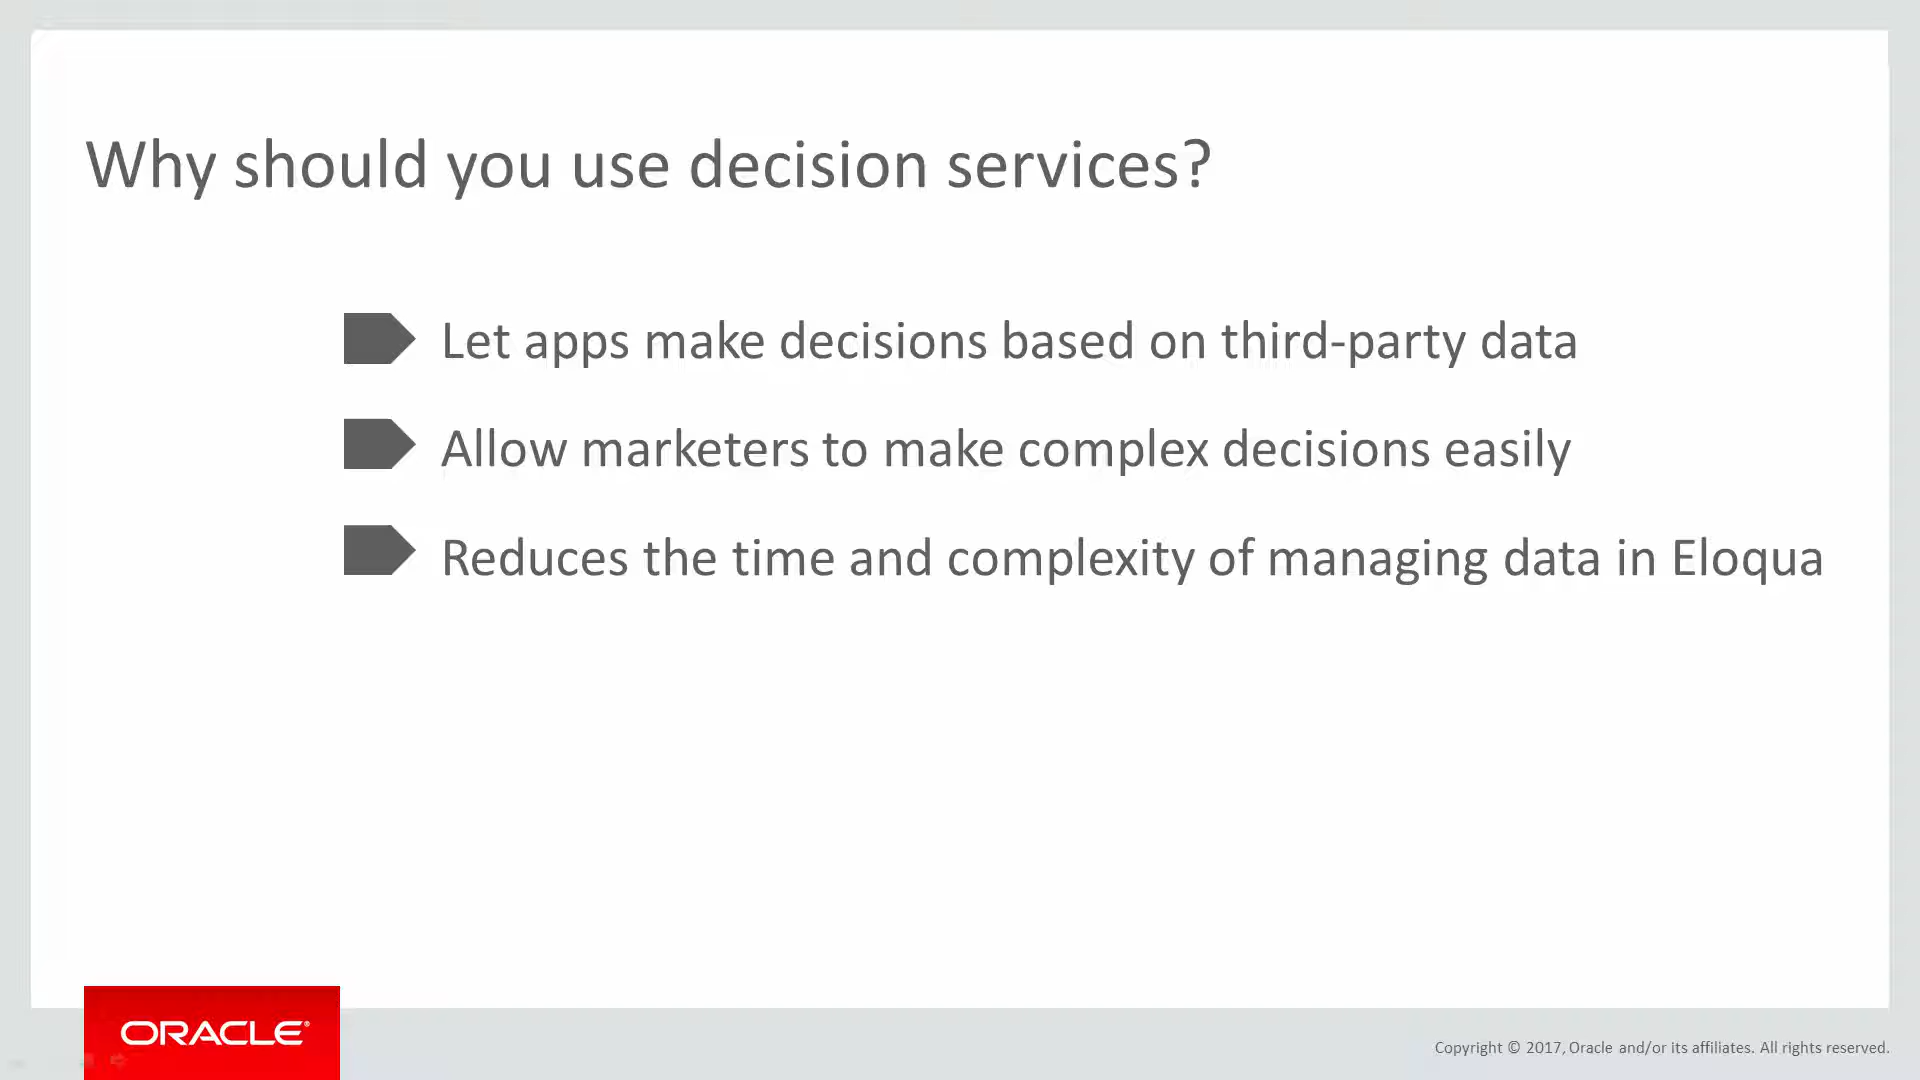 Why should you use decision services?
Let apps make decisions based on third-party data
Allow marketers to make complex decisions easily
Reduces the time and complexity of managing data in Eloqua
ORACLE®
Copyright © 2017, Oracle and/or its affiliates. All rights reserved.